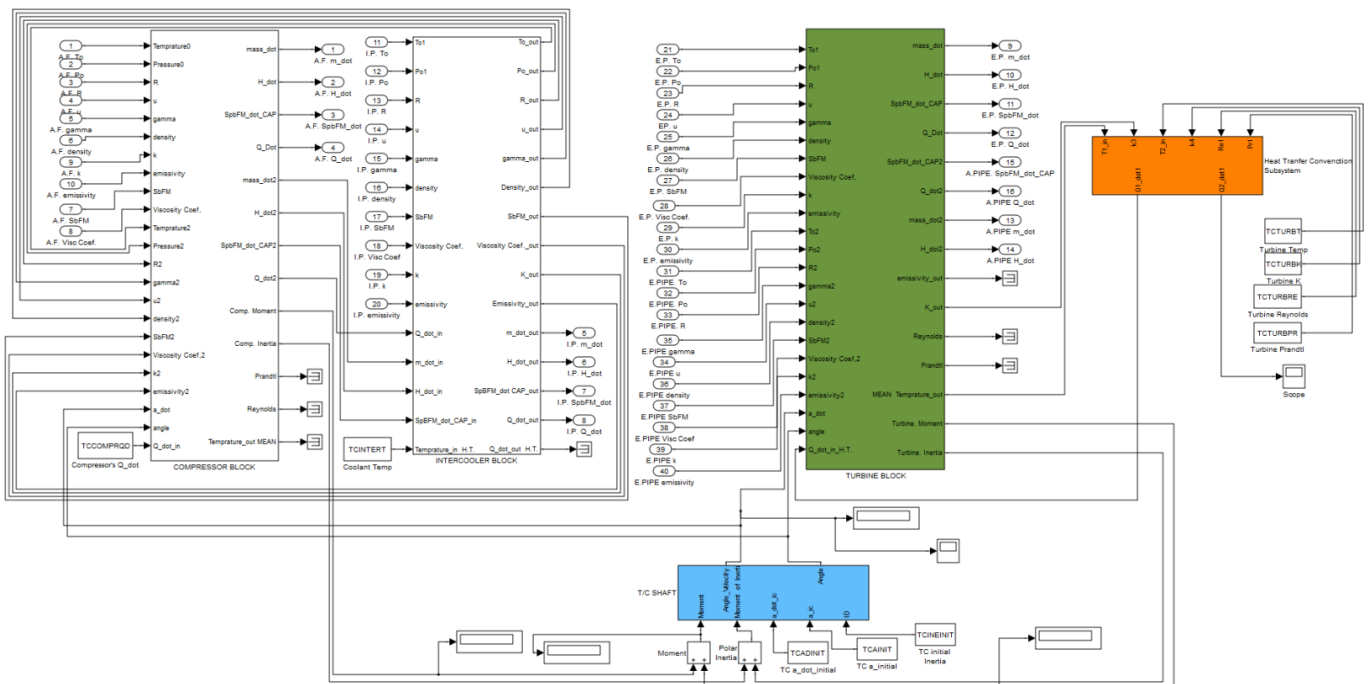 1
A.F. To
2
A.F. Po
3
A.F. R
4
A.F. u
5
A.F. gamma
6
A.F. density
9
A.F. k
10
A.F. emissivity
7
A.F. SbFM
8
A.F. Visc Coef.
TCCOMPRQD
Compressor's Q_dot
Temprature0
Pressure0
R
u
gamma
density
k
emissivity
SbFM
Viscosity Coef,
Temprature2
Pressure2
R2
gamma2
u2
density2
SbFM2
Viscosity Coef,2
k2
emissivity2
a_dot
angle
Q_dot_in
mass_dot
H_dot
SpbFM_dot_CAP
Q_Dot
mass_dot2
H_dot2
SpbFM_dot_CAP2
Q_dot2
Comp. Moment
Comp. Inertia
Prandtl
Reynolds
Temprature_out MEAN
COMPRESSOR BLOCK
1
A.F. m_dot
2
A.F. H_dot
3
A.F. SpbFM_dot
4
A.F. Q_dot
11
I.P. To
12
I.P. Po
13
I.P. R
14
I.P. u
15
I.P. gamma
16
I.P. density
17
I.P. SbFM
18
I.P. Visc Coef
19
I.P. k
20
I.P. emissivity
TCINTERT
Coolant Temp
To1
Po1
R
u
gamma
density
SbFM
Viscosity Coef,
k
emissivity
Q_dot_in
m_dot_in
H_dot_in
SpBFM_dot_CAP_in
Temprature_in H.T.
To_out
Po_out
R_out
u_out
gamma_out
Density_out
SbFM_out
Viscosity Coef._out
K_out
Emissivity_out
m_dot_out
H_dot_out
SpBFM_dot CAP_out
Q_dot_out
Q_dot_out H.T.
INTERCOOLER BLOCK
5
I.P. m_dot
6
I.P. H_dot
7
I.P. SpbFM_dot
8
I.P. Q_dot
21
E.P. To
22
E.P. Po
23
E.P. R
24
EP. u
25
E.P. gamma
26
E.P. density
27
E.P. SbFM
28
E.P. Visc Coef.
29
E.P. k
30
E.P. emissivity
31
E.PIPE. To
32
E.PIPE. Po
33
E.PIPE. R
35
E.PIPE gamma
34
E.PIPE u
36
E.PIPE density
37
E.PIPE SbFM
38
E.PIPE Visc Coef
39
E.PIPE k
40
E.PIPE emissivity
To1
Po1
R
u
gamma
density
SbFM
Viscosity Coef,
k
emissivity
To2
Po2
R2
gamma2
u2
density2
SbFM2
Viscosity Coef,2
k2
emissivity2
a_dot
angle
Q_dot_in_H.T.
mass_dot
H_dot
SpbFM_dot_CAP
Q_Dot
SpbFM_dot_CAP2
Q_dot2
mass_dot2
H_dot2
emissivity_out
K_out
Reynolds
Prandtl
MEAN Temprature_out
Turbine. Moment
Turbine. Inertia
TURBINE BLOCK
9
E.P. m_dot
10
E.P. H_dot
11
E.P. SpbFM_dot
12
E.P. Q_dot
15
A.PIPE. SpbFM_dot_CAP
16
A.PIPE Q_dot
13
A.PIPE m_dot
14
A.PIPE H_dot
T1_in
k3
T2_in
k4
Re1
Pr1
Q1_dot1
Q2_dot1
Heat Tranfer Convenction
Subsystem
TCTURBT
Turbine Temp
TCTURBK
Turbine K
TCTURBRE
Turbine Reynolds
TCTURBPR
Turbine Prandtl
Scope
T/C SHAFT
Angle_Velocity
Angle
Moment
Moment of Inerti
a_dot_ic
a_ic
ID
Moment
Polar
Inertia
TCADINIT
TC a_dot_initial
TCAINIT
TC a_initial
TCINEINIT
TC initial
Inertia